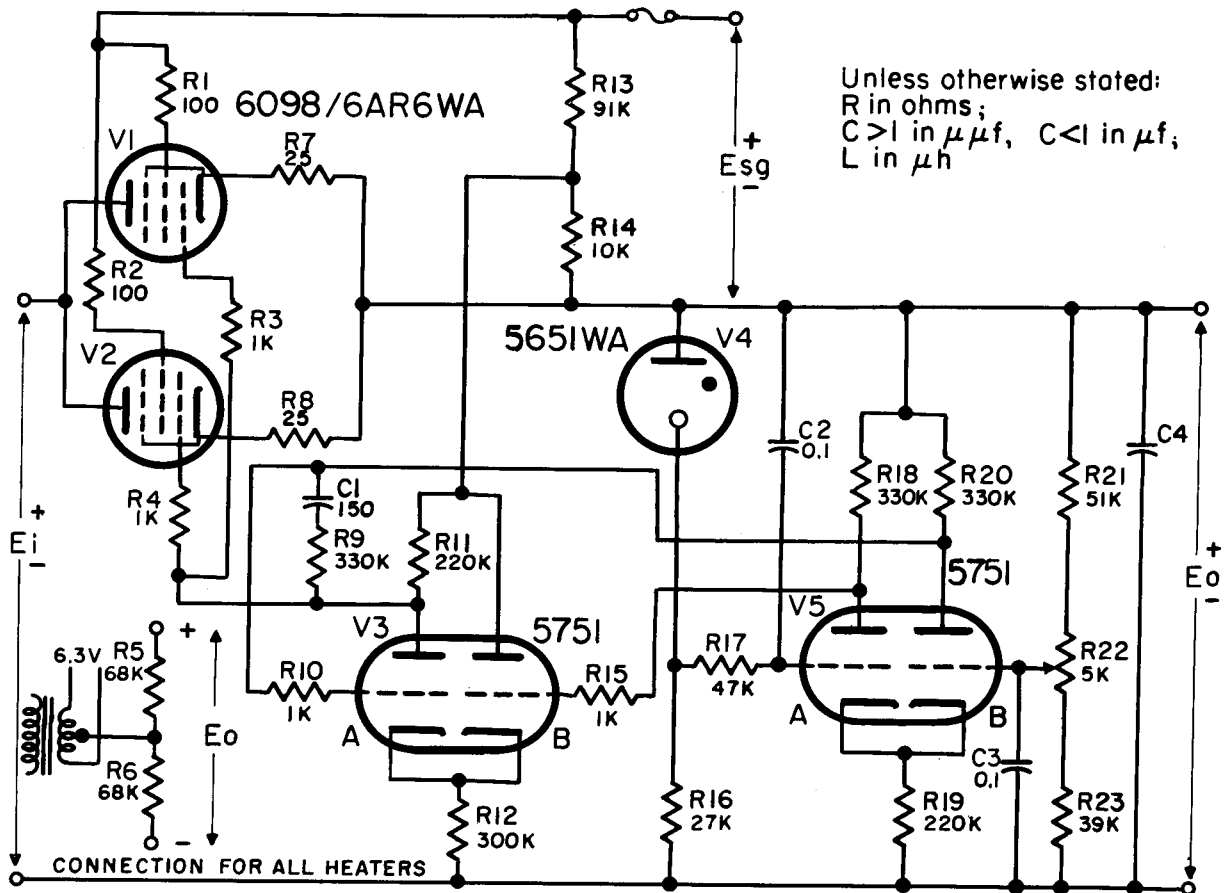 R1
100
6098/6AR6WA
V1
R7
25
R13
91K
+
Esg
-
Unless otherwise stated:
R in ohms;
C>1 in μμf, C<1 in μf;
L in μh
R14
10K
R2
100
R3
1K
V2
5651WA
V4
R8
25
C2
0.1
C4
R18
330K
R20
330K
R21
51K
R4
1K
C1
150
R9
330K
R11
220K
+
Ei
-
+
Eo
-
5751
V5
V3
5751
R22
5K
R17
47K
6.3V
R5
68K
+
Eo
-
R6
68K
R10
1K
R15
1K
A
B
A
B
C3
0.1
R12
300K
R16
27K
R19
220K
R23
39K
CONNECTION FOR ALL HEATERS